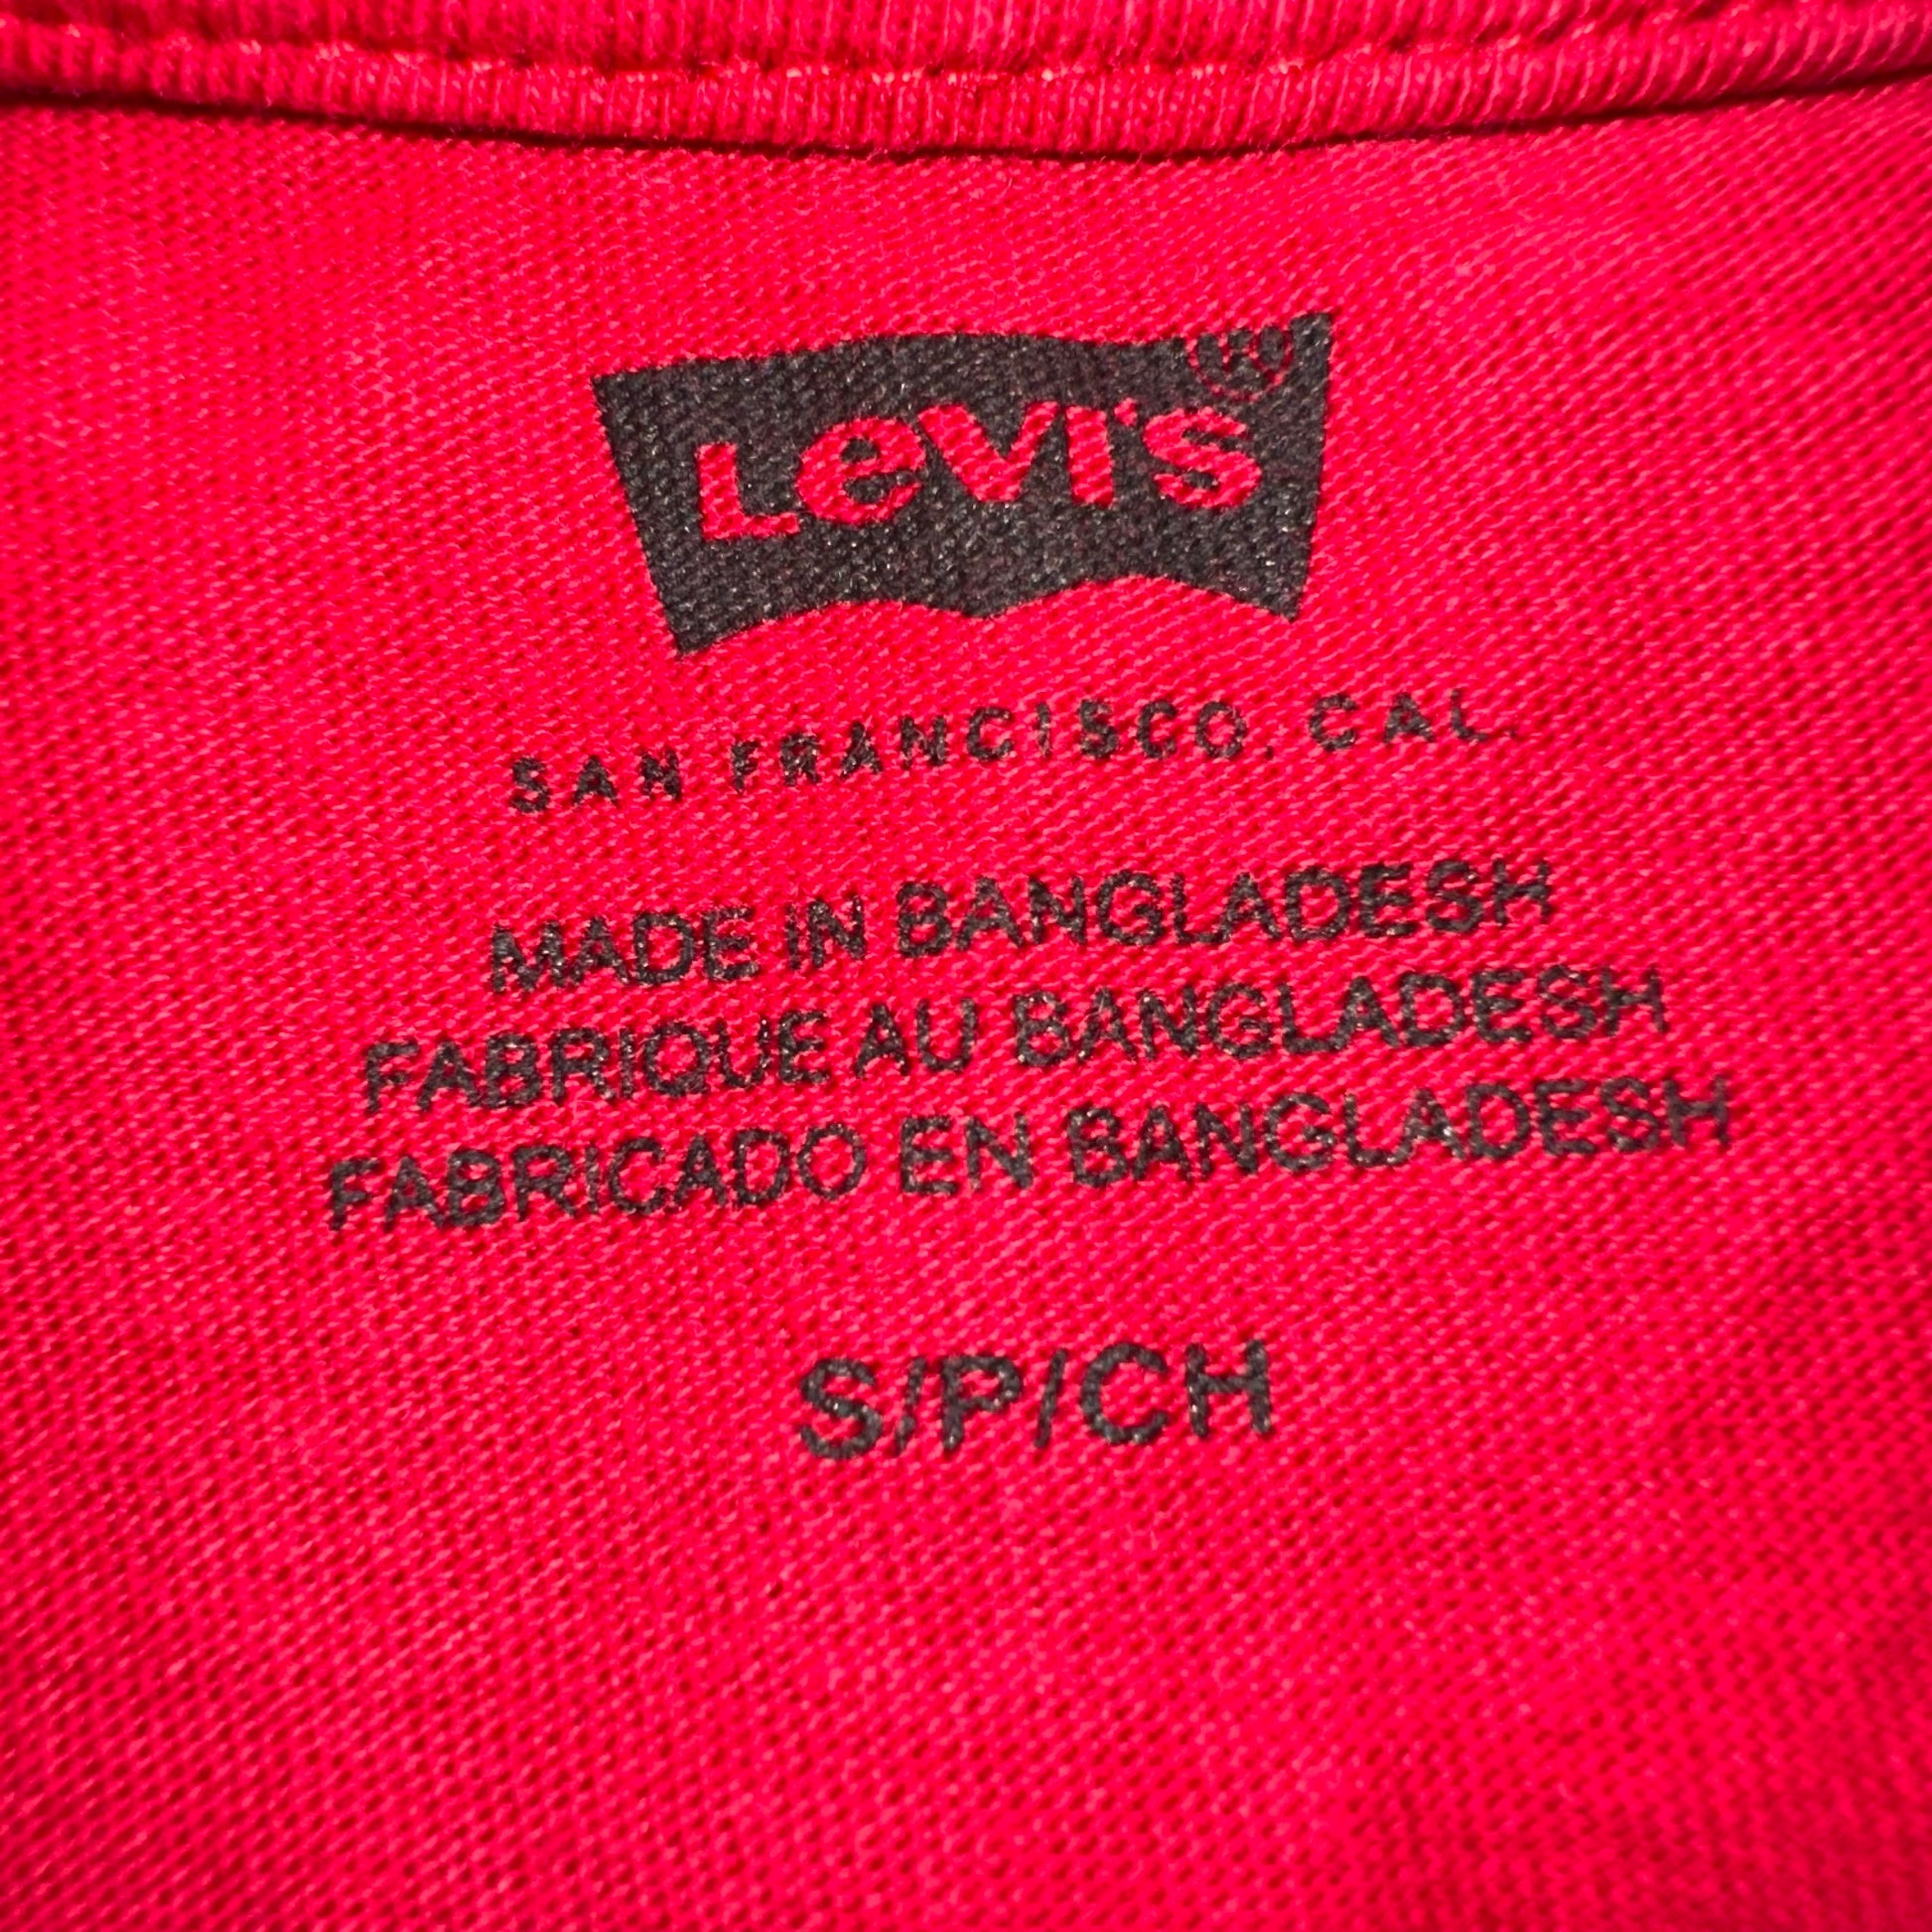 Levi's®
SAN FRANCISCO, CAL.
MADE IN BANGLADESH
FABRIQUE AU BANGLADESH
FABRICADO EN BANGLADESH
S/P/CH